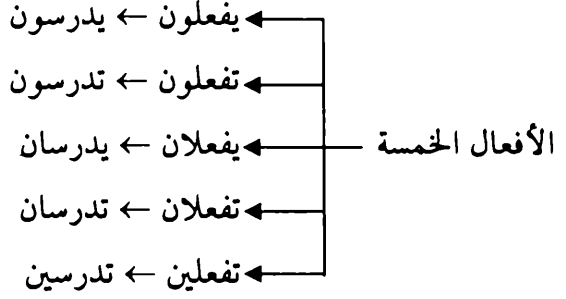 يفعلون ← يدرسون
تفعلون ← تدرسون
الأفعال الخمسة يفعلان ← يدرسان
تفعلان ← تدرسان
تفعلين ← تدرسين